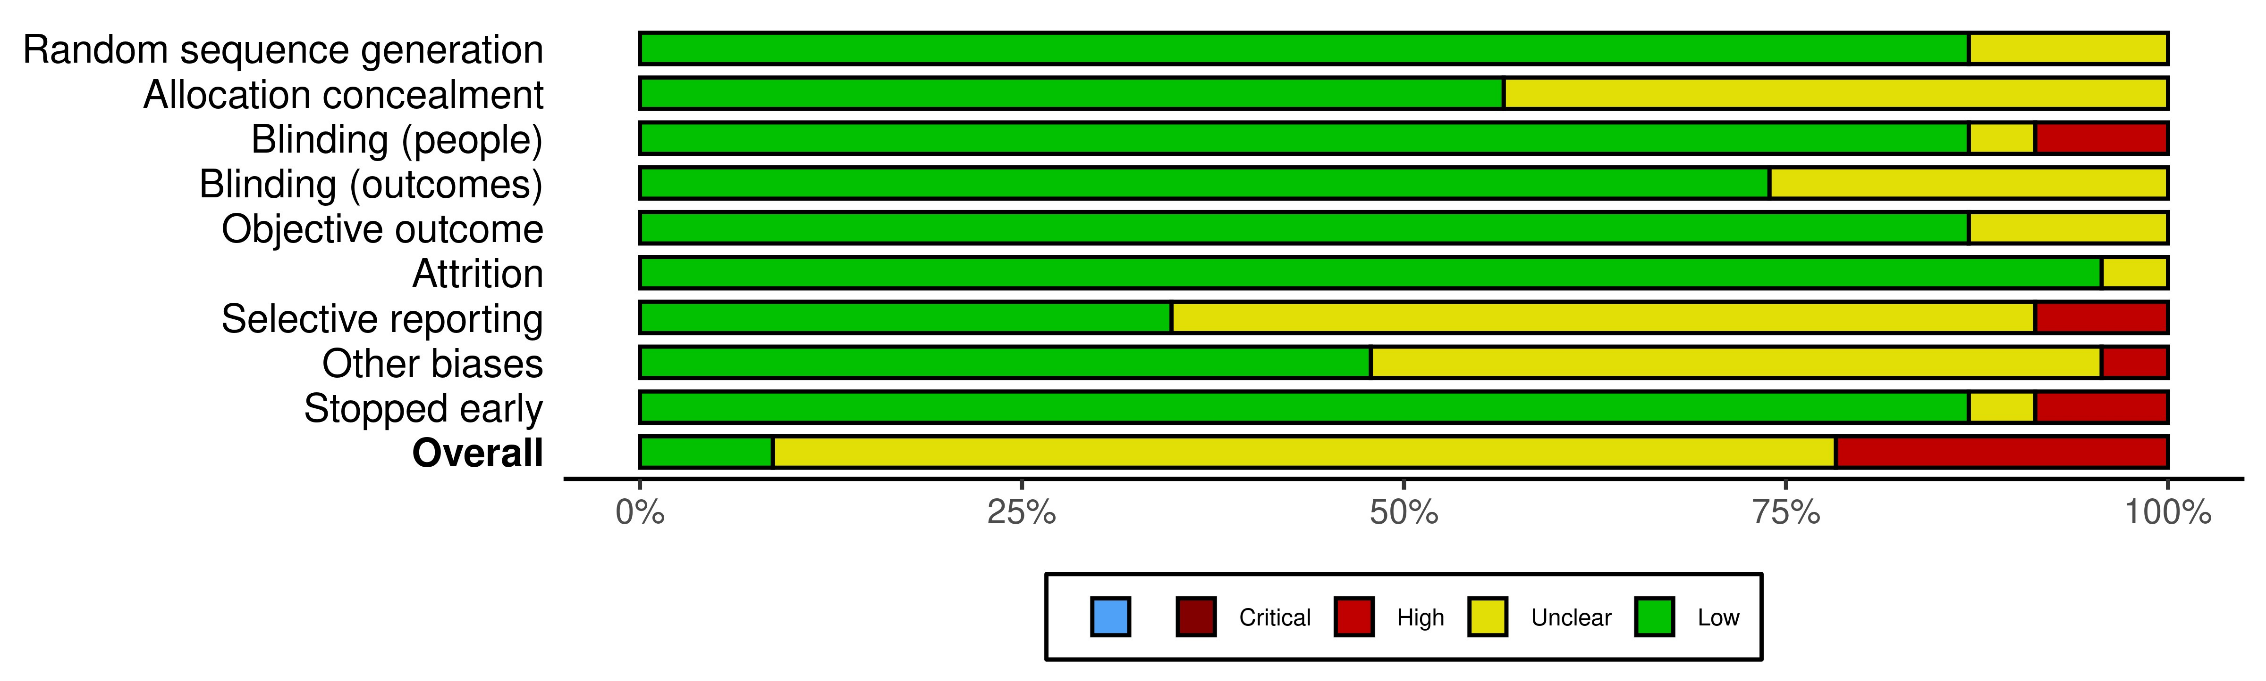 Random sequence generation
Allocation concealment
Blinding (people)
Blinding (outcomes)
Objective outcome
Attrition
Selective reporting
Other biases
Stopped early
Overall
0% 25% 50% 75% 100%
Critical High Unclear Low